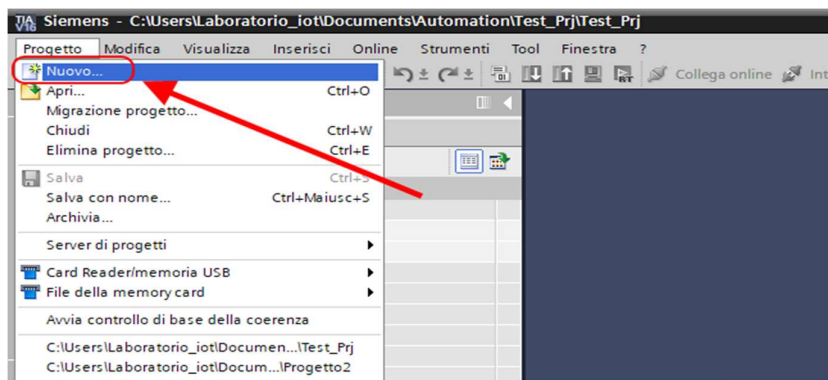 TIA V16 Siemens - C:\Users\Laboratorio_iot\Documents\Automation\Test_Prj\Test_Prj
Progetto Modifica Visualizza Inserisci Online Strumenti Tool Finestra ?
Nuovo...
Collega online
Int
Apri... Ctrl+O
Migrazione progetto...
Chiudi Ctrl+W
Elimina progetto... Ctrl+E
Salva Ctrl+S
Salva con nome... Ctrl+Maiusc+S
Archivia...
Server di progetti
Card Reader/memoria USB
File della memory card
Avvia controllo di base della coerenza
C:\Users\Laboratorio_iot\Documen...\Test_Prj
C:\Users\Laboratorio_iot\Docum...\Progetto2